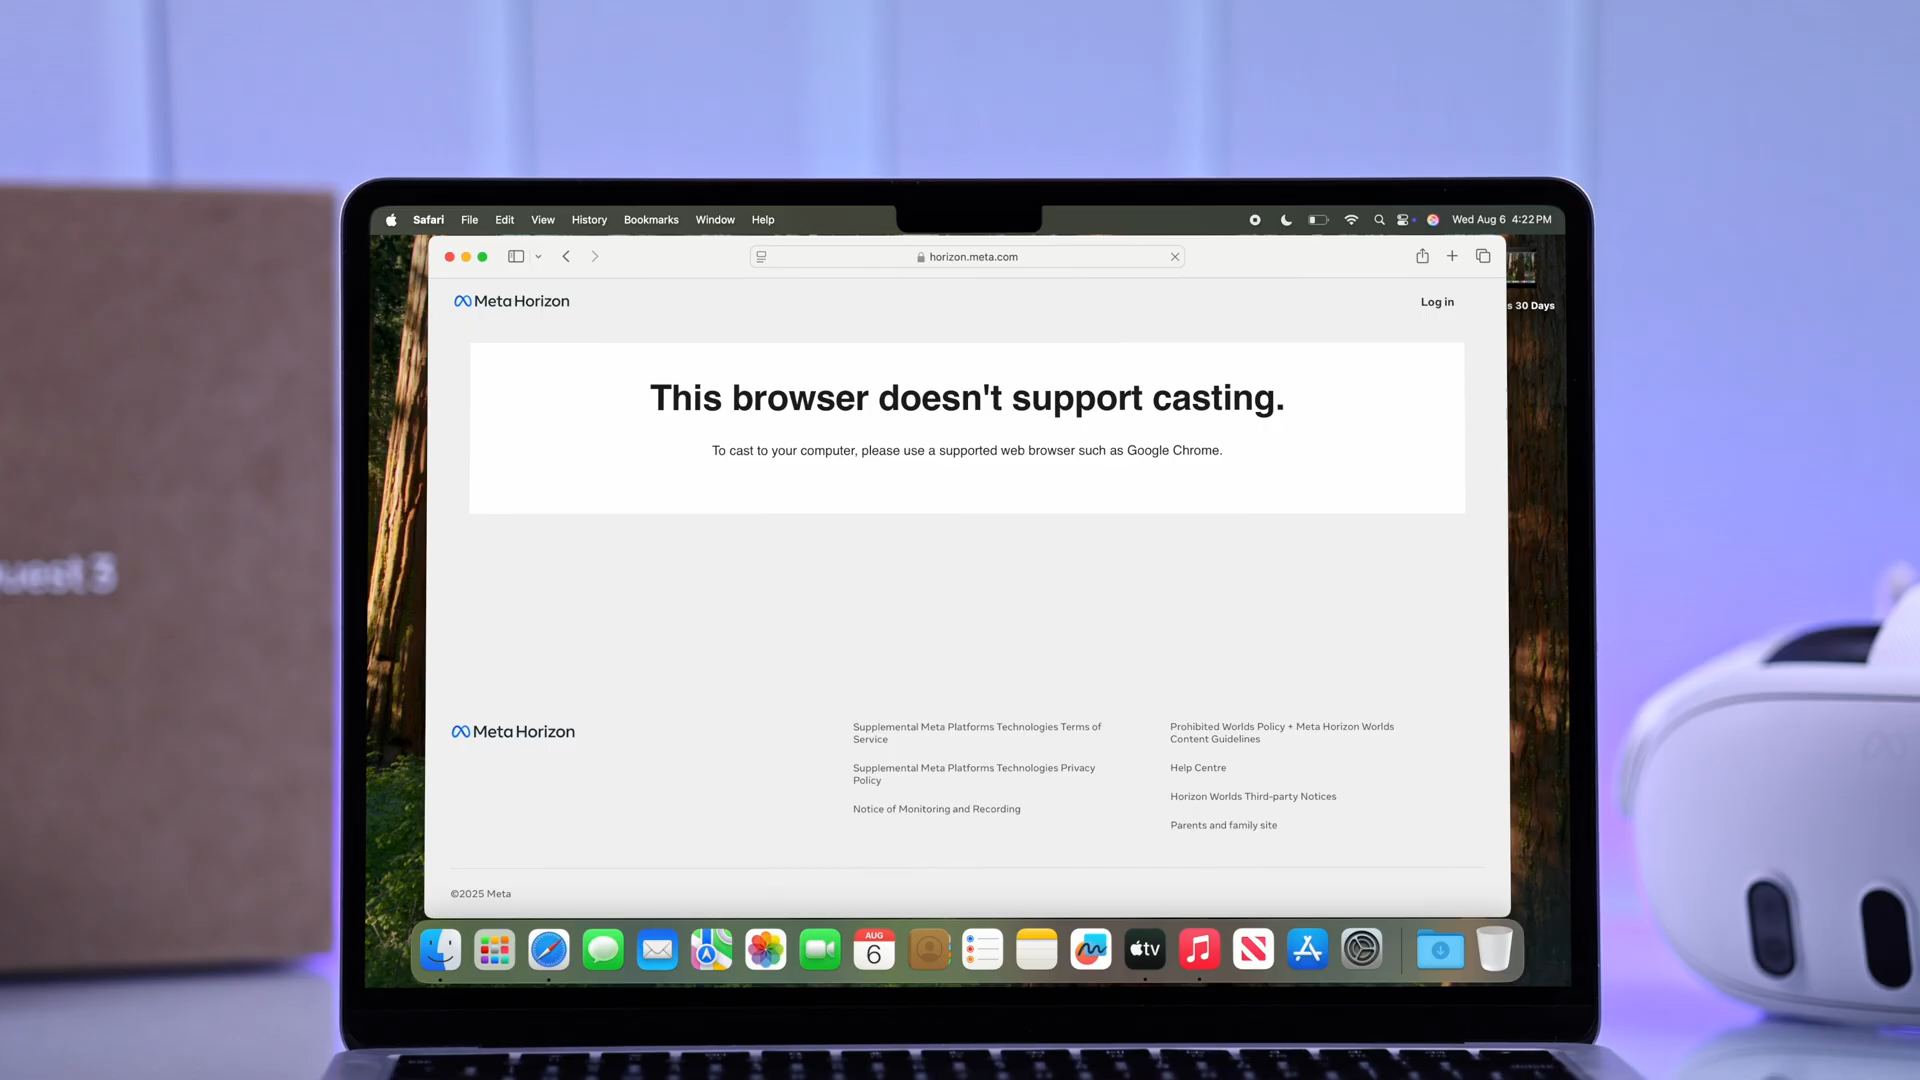 Safari File Edit View History Bookmarks Window Help
Wed Aug 6 4:22 PM
horizon.meta.com
Meta Horizon
Log in
s 30 Days
This browser doesn't support casting.
To cast to your computer, please use a supported web browser such as Google Chrome.
uest 3
Meta Horizon
Supplemental Meta Platforms Technologies Terms of
Service
Supplemental Meta Platforms Technologies Privacy
Policy
Notice of Monitoring and Recording
Prohibited Worlds Policy + Meta Horizon Worlds
Content Guidelines
Help Centre
Horizon Worlds Third-party Notices
Parents and family site
©2025 Meta
AUG
6
tv